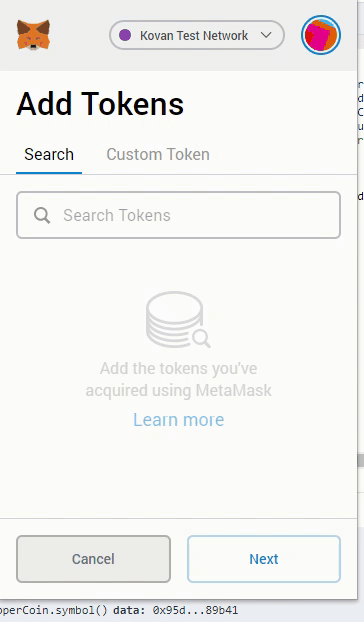 Kovan Test Network
Add Tokens
Search
Custom Token
Search Tokens
Add the tokens you've
acquired using MetaMask
Learn more
Cancel
Next
pperCoin.symbol() data: 0x95d...89b41